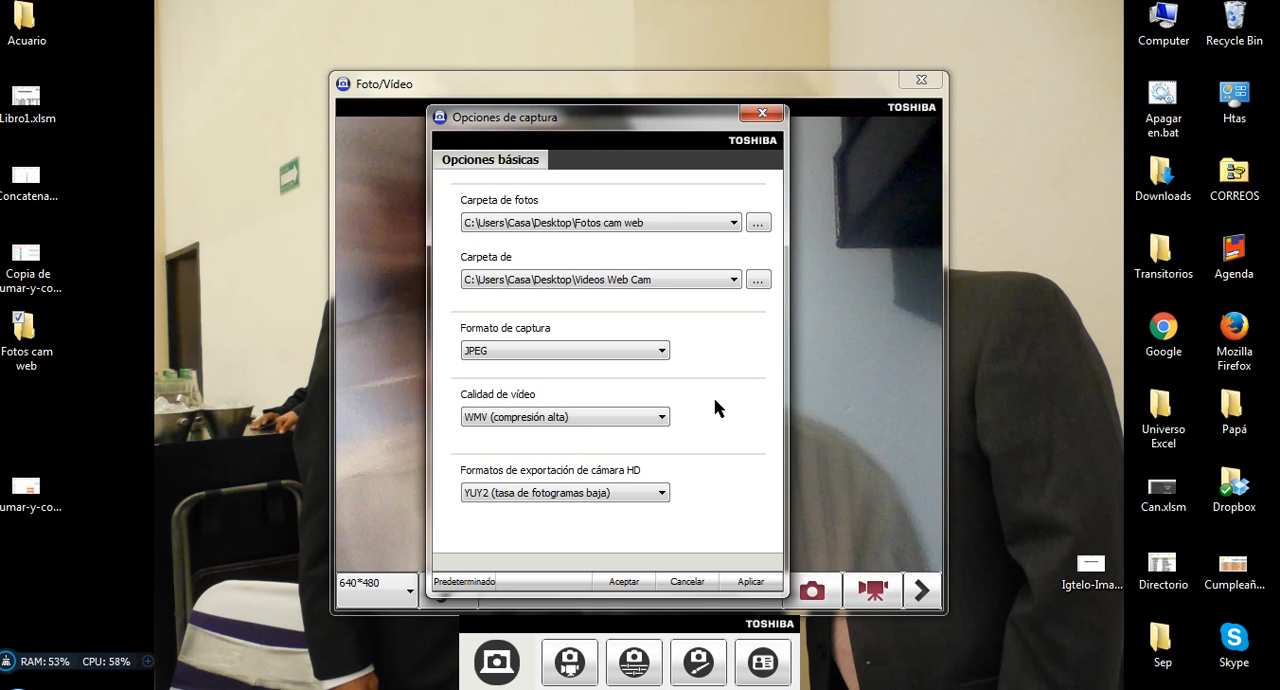 Acuario
Libro1.xlsm
Concatena...
Copia de
umar-y-co...
Fotos cam
web
umar-y-co...
RAM: 53% CPU: 58%
Foto/Vídeo
TOSHIBA
Opciones de captura
TOSHIBA
Opciones básicas
Carpeta de fotos
C:\Users\Casa\Desktop\Fotos cam web
...
Carpeta de
C:\Users\Casa\Desktop\Videos Web Cam
...
Formato de captura
JPEG
Calidad de vídeo
WMV (compresión alta)
Formatos de exportación de cámara HD
YUY2 (tasa de fotogramas baja)
Predeterminado Aceptar Cancelar Aplicar
640*480
TOSHIBA
Computer
Recycle Bin
Apagar
en.bat
Htas
Downloads
CORREOS
Transitorios
Agenda
Google
Mozilla
Firefox
Universo
Excel
Papá
Can.xlsm
Dropbox
Igtelo-Ima...
Directorio
Cumpleañ...
Sep
Skype